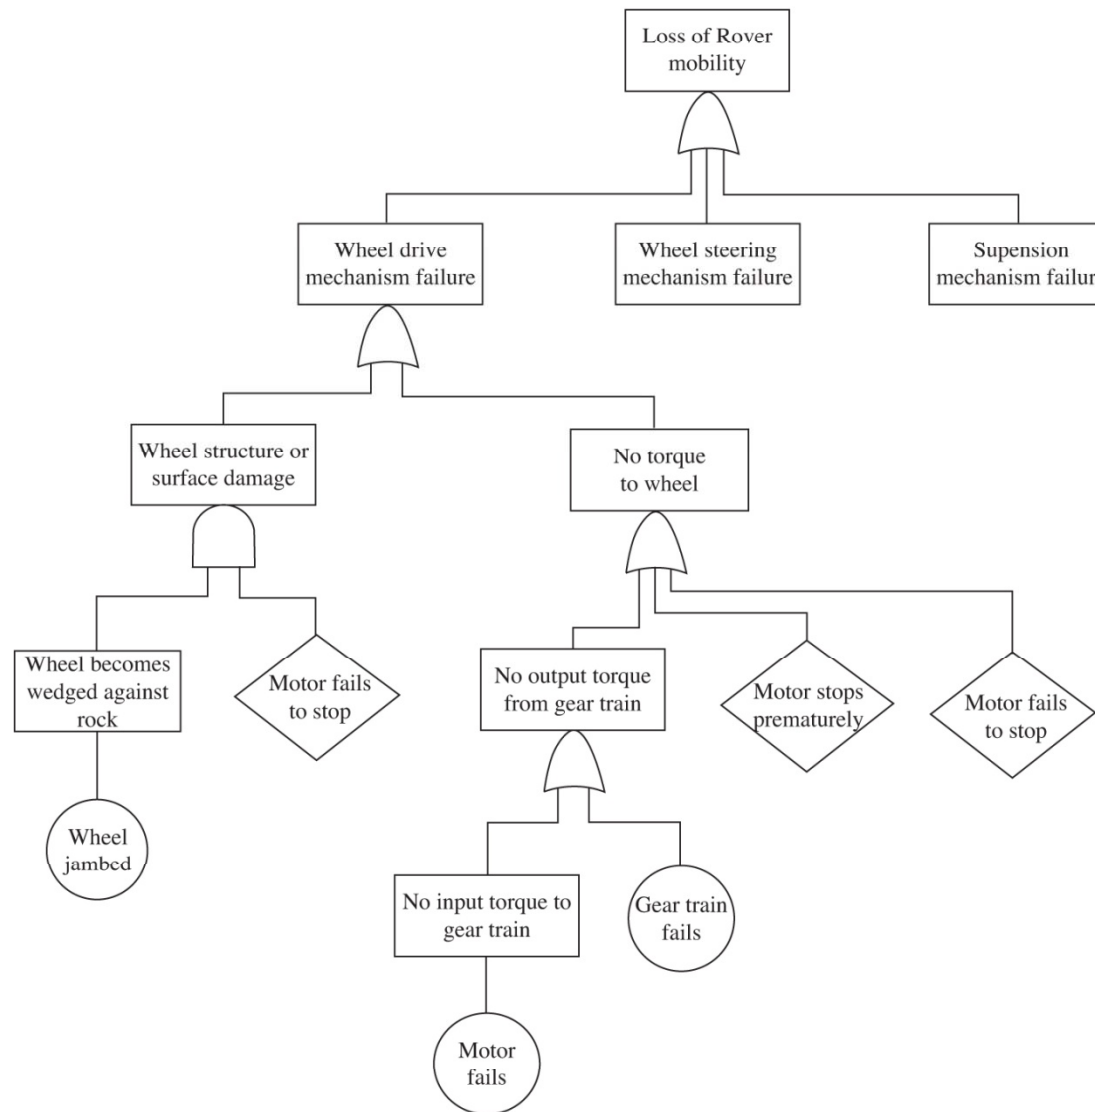 Loss of Rover
mobility
Wheel drive
mechanism failure
Wheel steering
mechanism failure
Supension
mechanism failur
Wheel structure or
surface damage
No torque
to wheel
Wheel becomes
wedged against
rock
Motor fails
to stop
No output torque
from gear train
Motor stops
prematurely
Motor fails
to stop
Wheel
jambed
No input torque to
gear train
Gear train
fails
Motor
fails